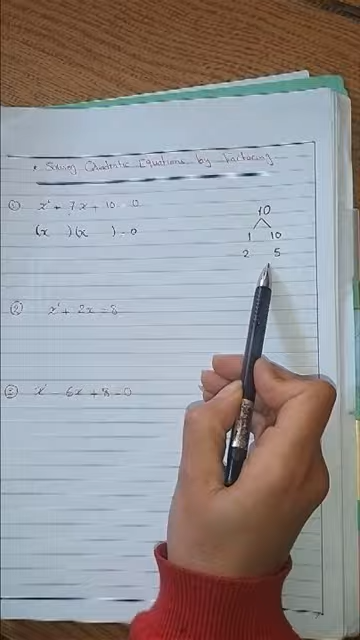 * Solving Quadratic Equations by Factoring
① x² + 7x + 10 = 0
(x )(x ) = 0
10
1 10
2 5
② x² + 2x = 8
③ x² - 6x + 8 = 0